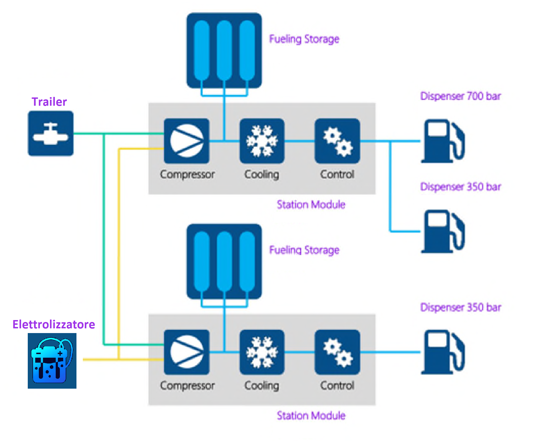 Fueling Storage
Trailer
Dispenser 700 bar
Compressor
Cooling
Control
Dispenser 350 bar
Station Module
Fueling Storage
Elettrolizzatore
Dispenser 350 bar
Compressor
Cooling
Control
Station Module